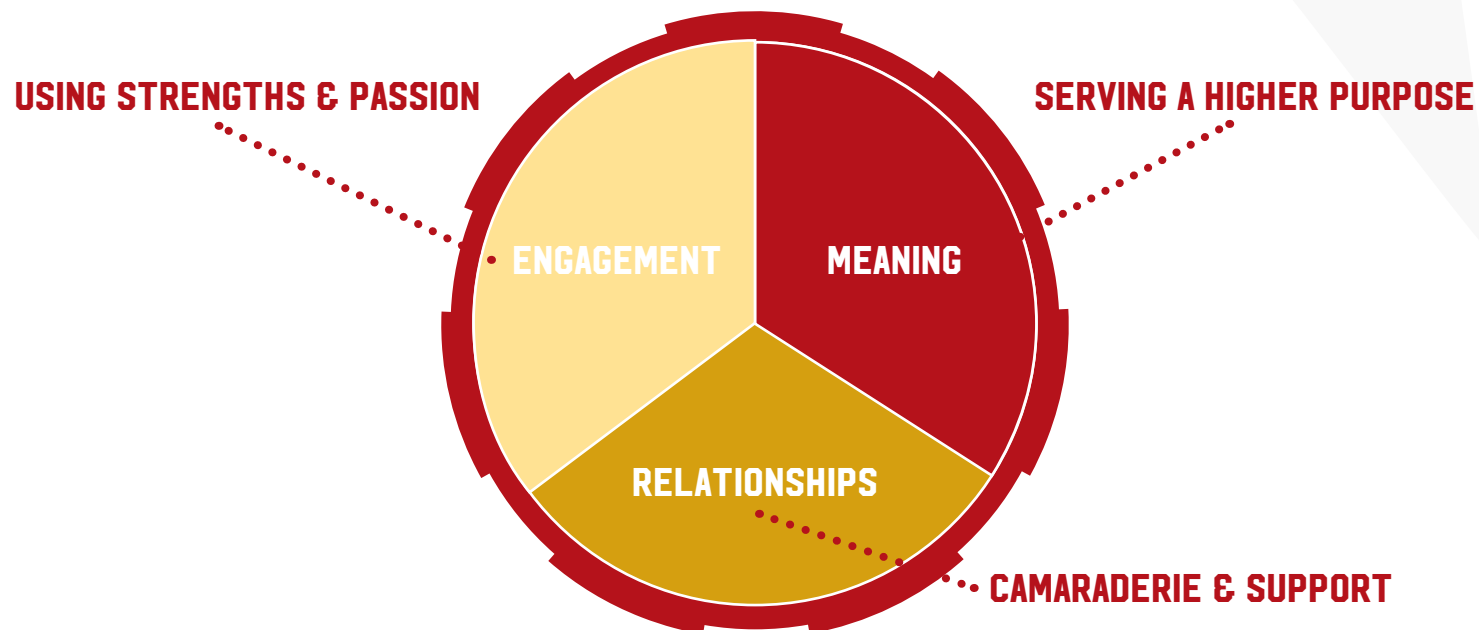 USING STRENGTHS & PASSION
SERVING A HIGHER PURPOSE
ENGAGEMENT
MEANING
RELATIONSHIPS
CAMARADERIE & SUPPORT